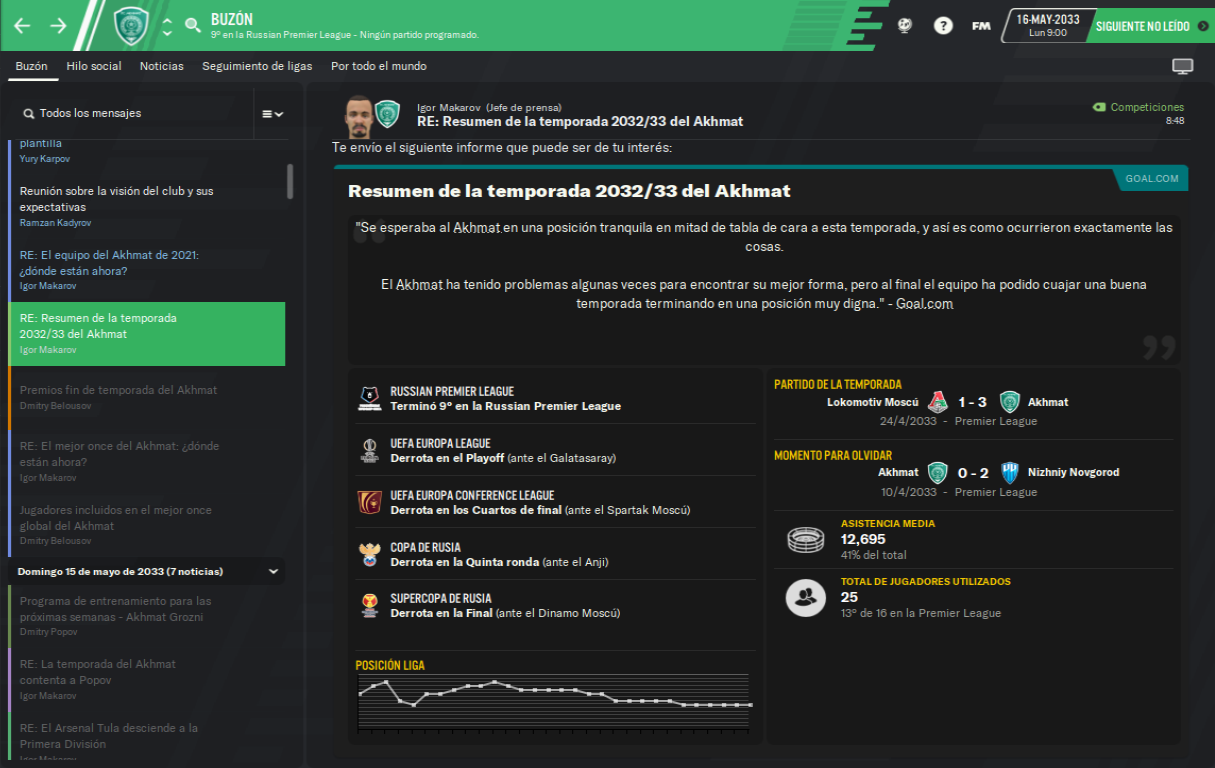 BUZÓN
9º en la Russian Premier League - Ningún partido programado.
FM
16-MAY-2033
Lun 9:00
SIGUIENTE NO LEÍDO
Buzón
Hilo social
Noticias
Seguimiento de ligas
Por todo el mundo
Todos los mensajes
plantilla
Yury Karpov
Reunión sobre la visión del club y sus
expectativas
Ramzan Kadyrov
RE: El equipo del Akhmat de 2021:
¿dónde están ahora?
Igor Makarov
RE: Resumen de la temporada
2032/33 del Akhmat
Igor Makarov
Premios fin de temporada del Akhmat
Dmitry Belousov
RE: El mejor once del Akhmat: ¿dónde
están ahora?
Igor Makarov
Jugadores incluidos en el mejor once
global del Akhmat
Dmitry Belousov
Domingo 15 de mayo de 2033 (7 noticias)
Programa de entrenamiento para las
próximas semanas - Akhmat Grozni
Dmitry Popov
RE: La temporada del Akhmat
contenta a Popov
Igor Makarov
RE: El Arsenal Tula desciende a la
Primera División
Igor Makarov
Igor Makarov (Jefe de prensa)
RE: Resumen de la temporada 2032/33 del Akhmat
Competiciones
8:48
Te envío el siguiente informe que puede ser de tu interés:
GOAL.COM
Resumen de la temporada 2032/33 del Akhmat
"Se esperaba al Akhmat en una posición tranquila en mitad de tabla de cara a esta temporada, y así es como ocurrieron exactamente las
cosas.
El Akhmat ha tenido problemas algunas veces para encontrar su mejor forma, pero al final el equipo ha podido cuajar una buena
temporada terminando en una posición muy digna." - Goal.com
RUSSIAN PREMIER LEAGUE
Terminó 9º en la Russian Premier League
UEFA EUROPA LEAGUE
Derrota en el Playoff (ante el Galatasaray)
UEFA EUROPA CONFERENCE LEAGUE
Derrota en los Cuartos de final (ante el Spartak Moscú)
COPA DE RUSIA
Derrota en la Quinta ronda (ante el Anji)
SUPERCOPA DE RUSIA
Derrota en la Final (ante el Dinamo Moscú)
POSICIÓN LIGA
PARTIDO DE LA TEMPORADA
Lokomotiv Moscú 1 - 3 Akhmat
24/4/2033 - Premier League
MOMENTO PARA OLVIDAR
Akhmat 0 - 2 Nizhniy Novgorod
10/4/2033 - Premier League
ASISTENCIA MEDIA
12,695
41% del total
TOTAL DE JUGADORES UTILIZADOS
25
13º de 16 en la Premier League